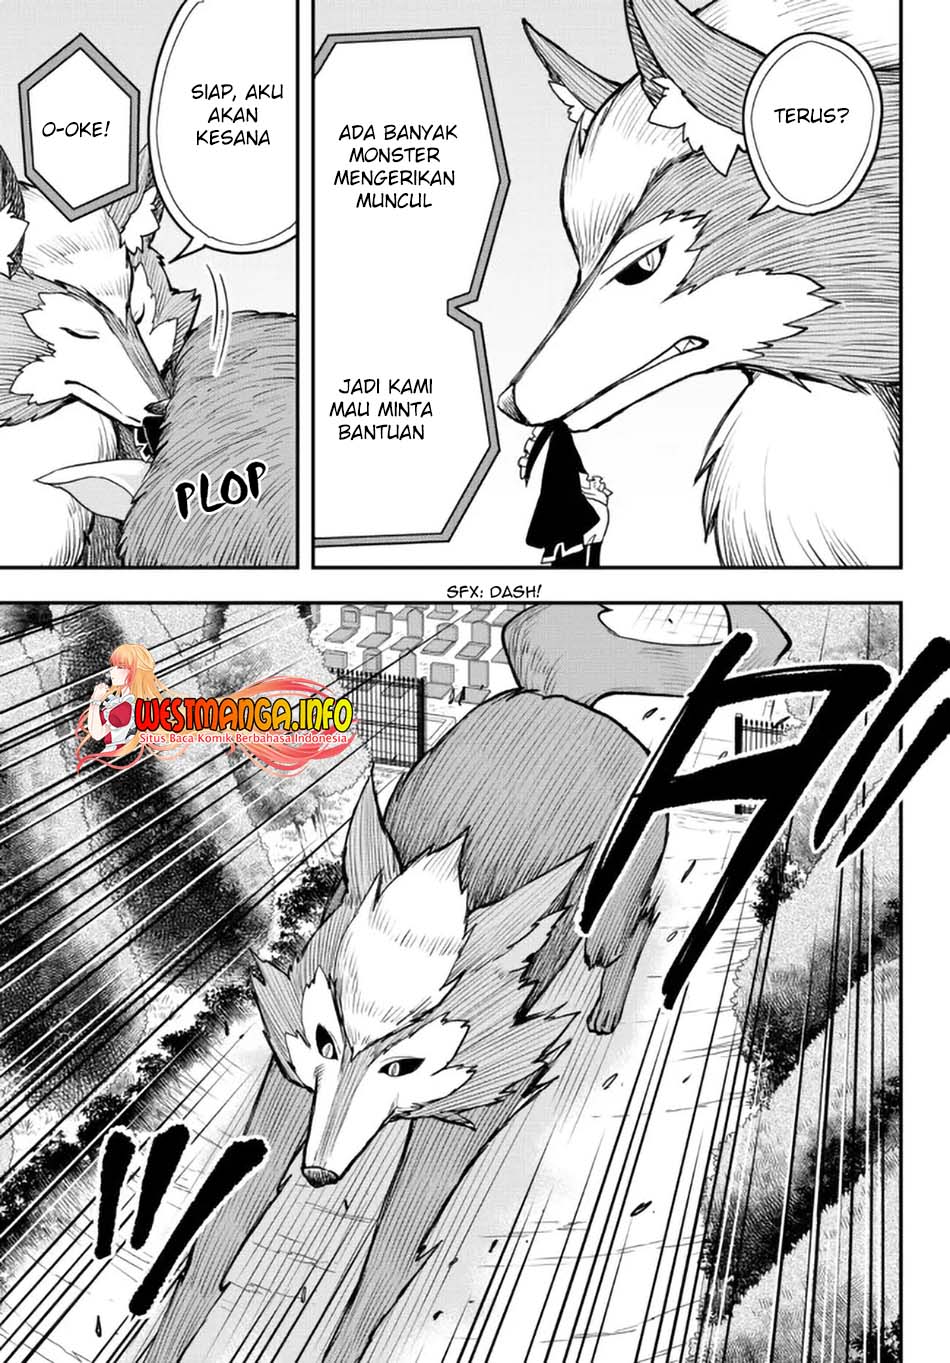 TERUS?
ADA BANYAK
MONSTER
MENGERIKAN
MUNCUL
JADI KAMI
MAU MINTA
BANTUAN
SIAP, AKU
AKAN
KESANA
O-OKE!
PLOP
SFX: DASH!
WESTMANGA.INFO
Situs Baca Komik Berbahasa Indonesia